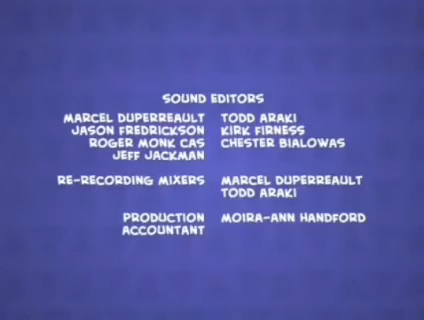 SOUND EDITORS
MARCEL DUPERREAULT TODD ARAKI
JASON FREDRICKSON KIRK FIRNESS
ROGER MONK CAS CHESTER BIALOWAS
JEFF JACKMAN
RE-RECORDING MIXERS MARCEL DUPERREAULT
TODD ARAKI
PRODUCTION MOIRA-ANN HANDFORD
ACCOUNTANT